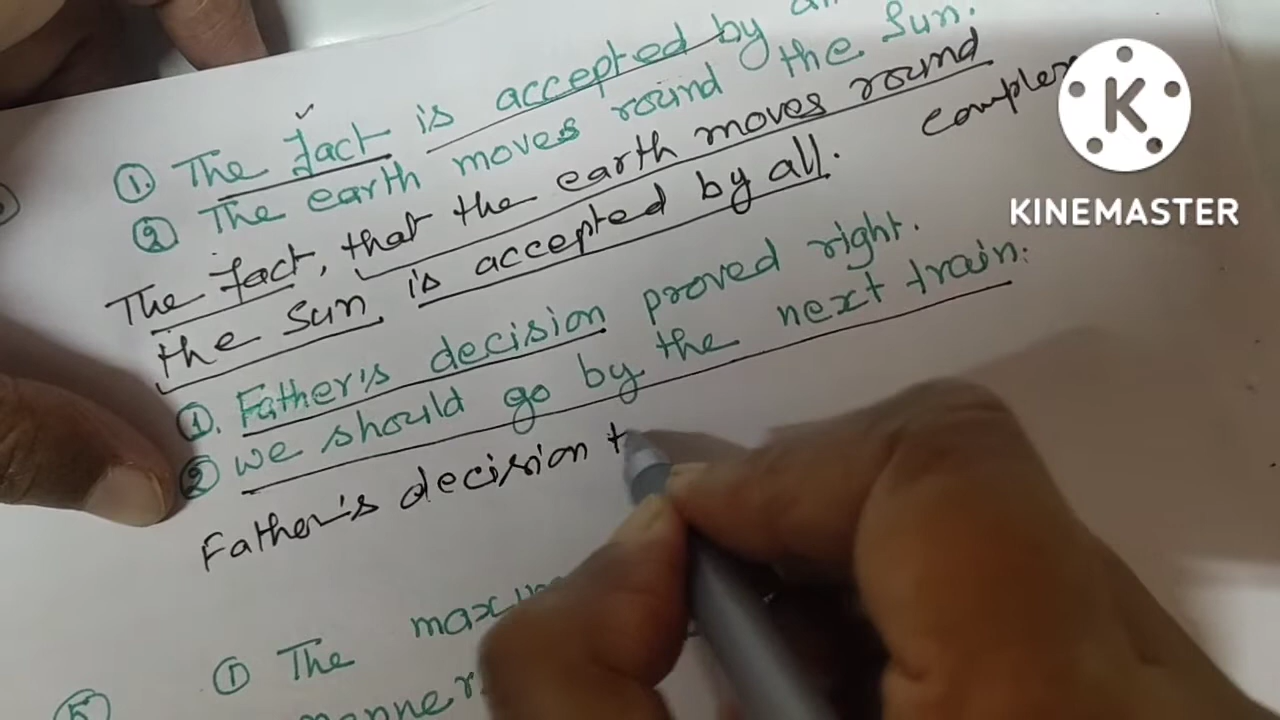 ①. The fact is accepted by
② The earth moves round the Sun.
The fact, that the earth moves round
the Sun, is accepted by all.
①. Father's decision proved right.
② we should go by the next train.
Father's decision t
① The
5
K
KINEMASTER